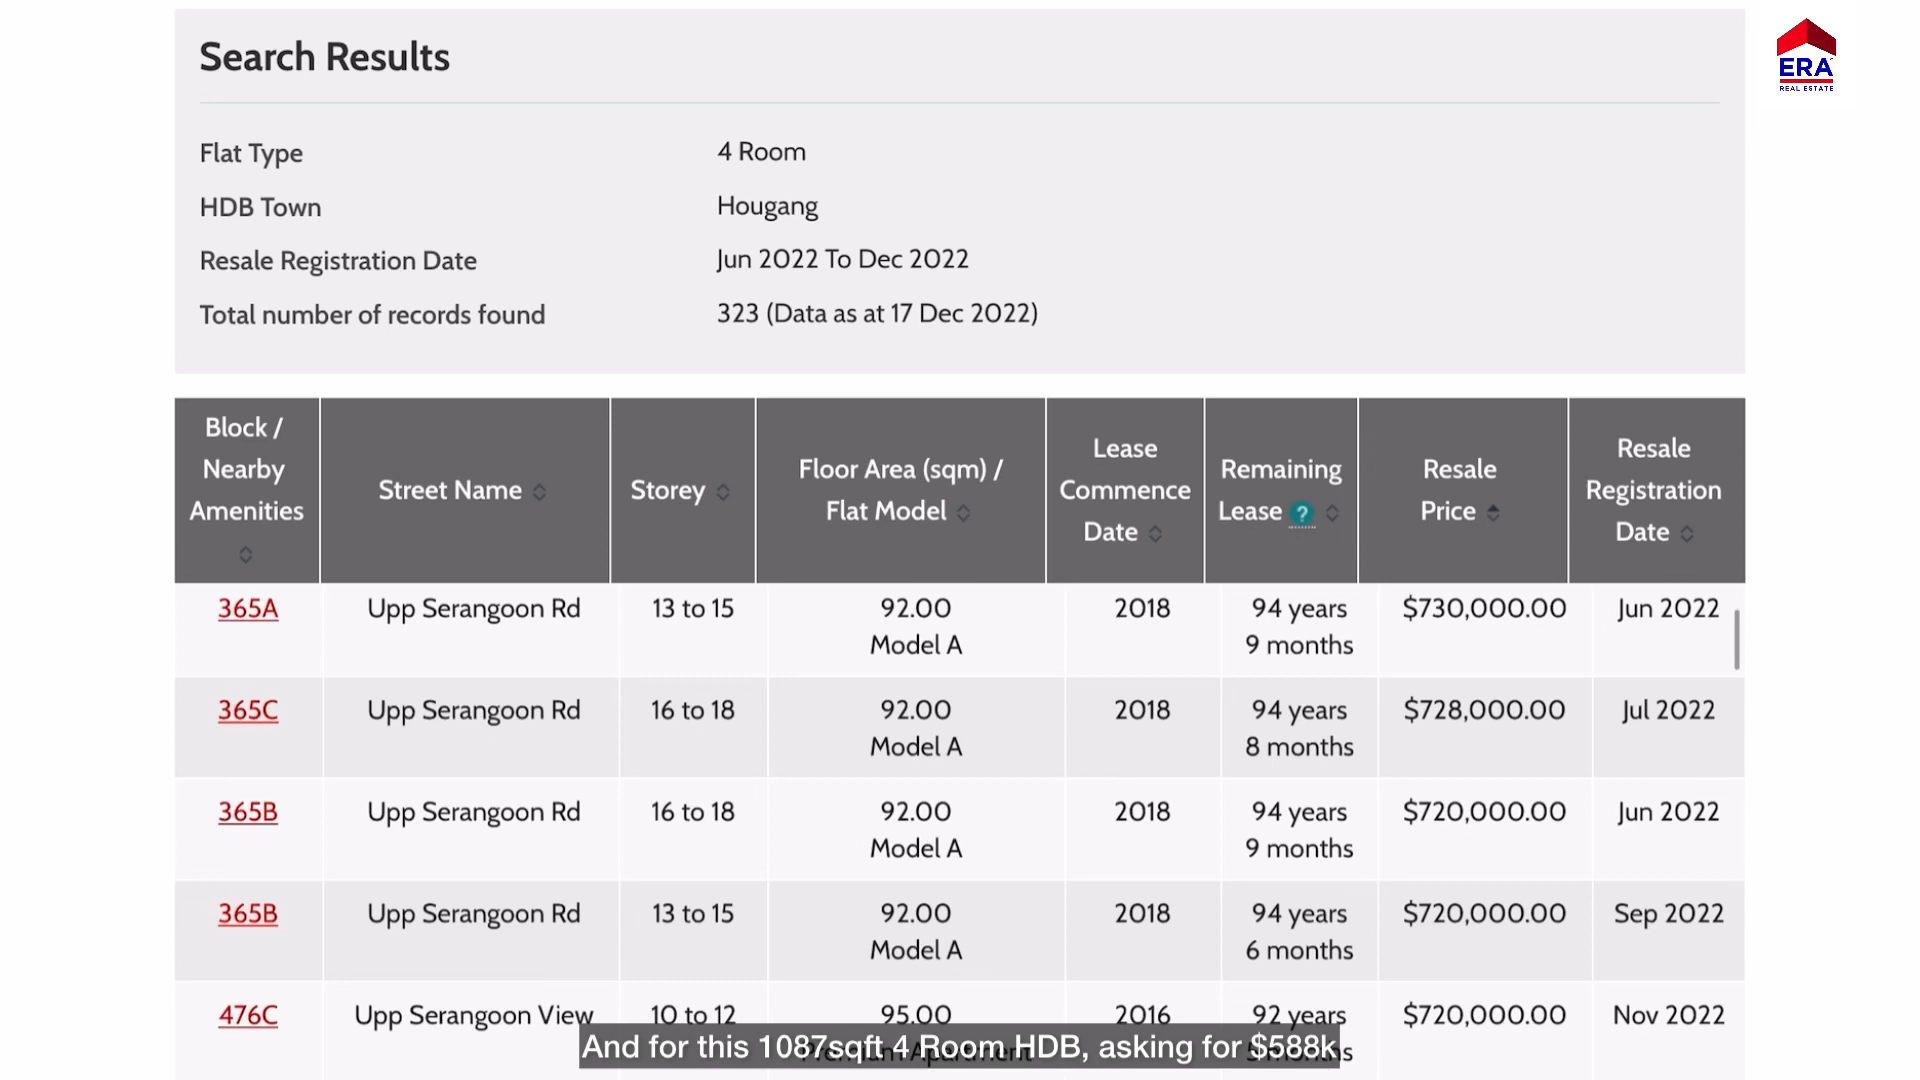 Search Results
ERA
REAL ESTATE
Flat Type 4 Room
HDB Town Hougang
Resale Registration Date Jun 2022 To Dec 2022
Total number of records found 323 (Data as at 17 Dec 2022)
Block / Nearby Amenities Street Name Storey Floor Area (sqm) / Flat Model Lease Commence Date Remaining Lease ? Resale Price Resale Registration Date
365A Upp Serangoon Rd 13 to 15 92.00 2018 94 years $730,000.00 Jun 2022
Model A 9 months
365C Upp Serangoon Rd 16 to 18 92.00 2018 94 years $728,000.00 Jul 2022
Model A 8 months
365B Upp Serangoon Rd 16 to 18 92.00 2018 94 years $720,000.00 Jun 2022
Model A 9 months
365B Upp Serangoon Rd 13 to 15 92.00 2018 94 years $720,000.00 Sep 2022
Model A 6 months
476C Upp Serangoon View 10 to 12 95.00 2016 92 years $720,000.00 Nov 2022
And for this 1087sqft 4 Room HDB, asking for $588k